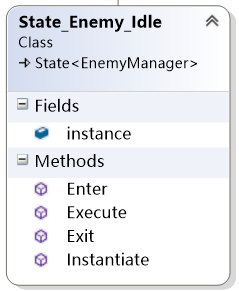 State_Enemy_Idle
Class
State<EnemyManager>
Fields
instance
Methods
Enter
Execute
Exit
Instantiate